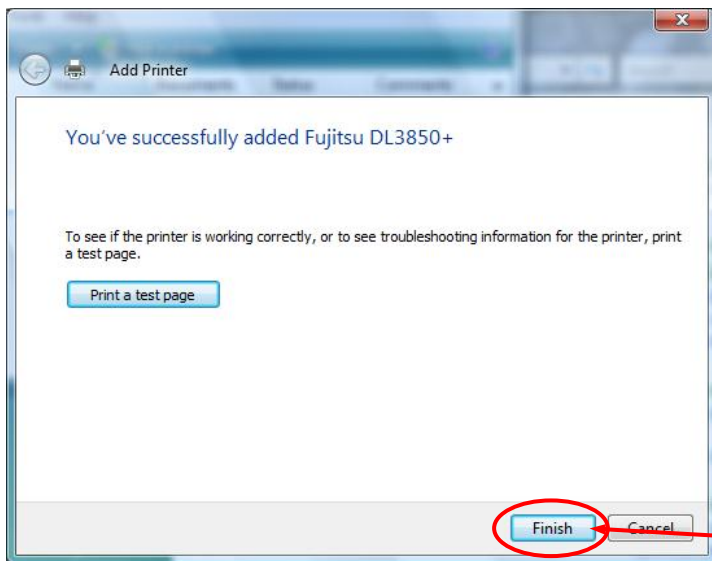 Add Printer
You've successfully added Fujitsu DL3850+
To see if the printer is working correctly, or to see troubleshooting information for the printer, print
a test page.
Print a test page
Finish
Cancel